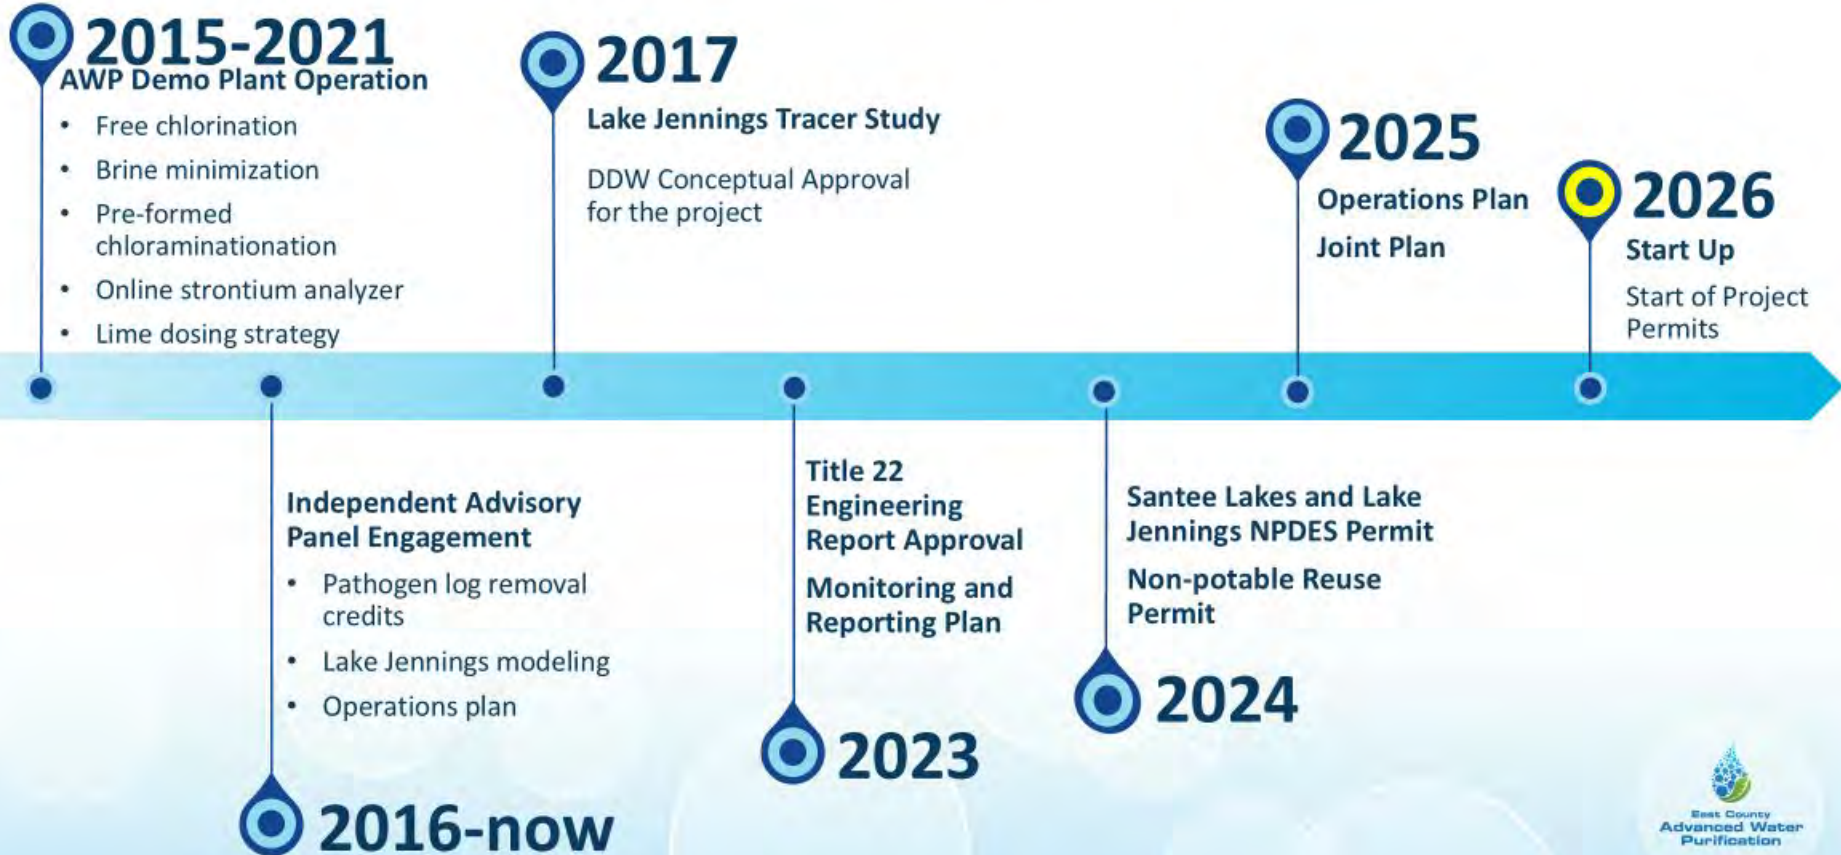 2015-2021
AWP Demo Plant Operation
• Free chlorination
• Brine minimization
• Pre-formed
chloraminationation
• Online strontium analyzer
• Lime dosing strategy
2017
Lake Jennings Tracer Study
DDW Conceptual Approval
for the project
2025
Operations Plan
Joint Plan
2026
Start Up
Start of Project
Permits
Independent Advisory
Panel Engagement
• Pathogen log removal
credits
• Lake Jennings modeling
• Operations plan
2016-now
Title 22
Engineering
Report Approval
Monitoring and
Reporting Plan
2023
Santee Lakes and Lake
Jennings NPDES Permit
Non-potable Reuse
Permit
2024
East County
Advanced Water
Purification